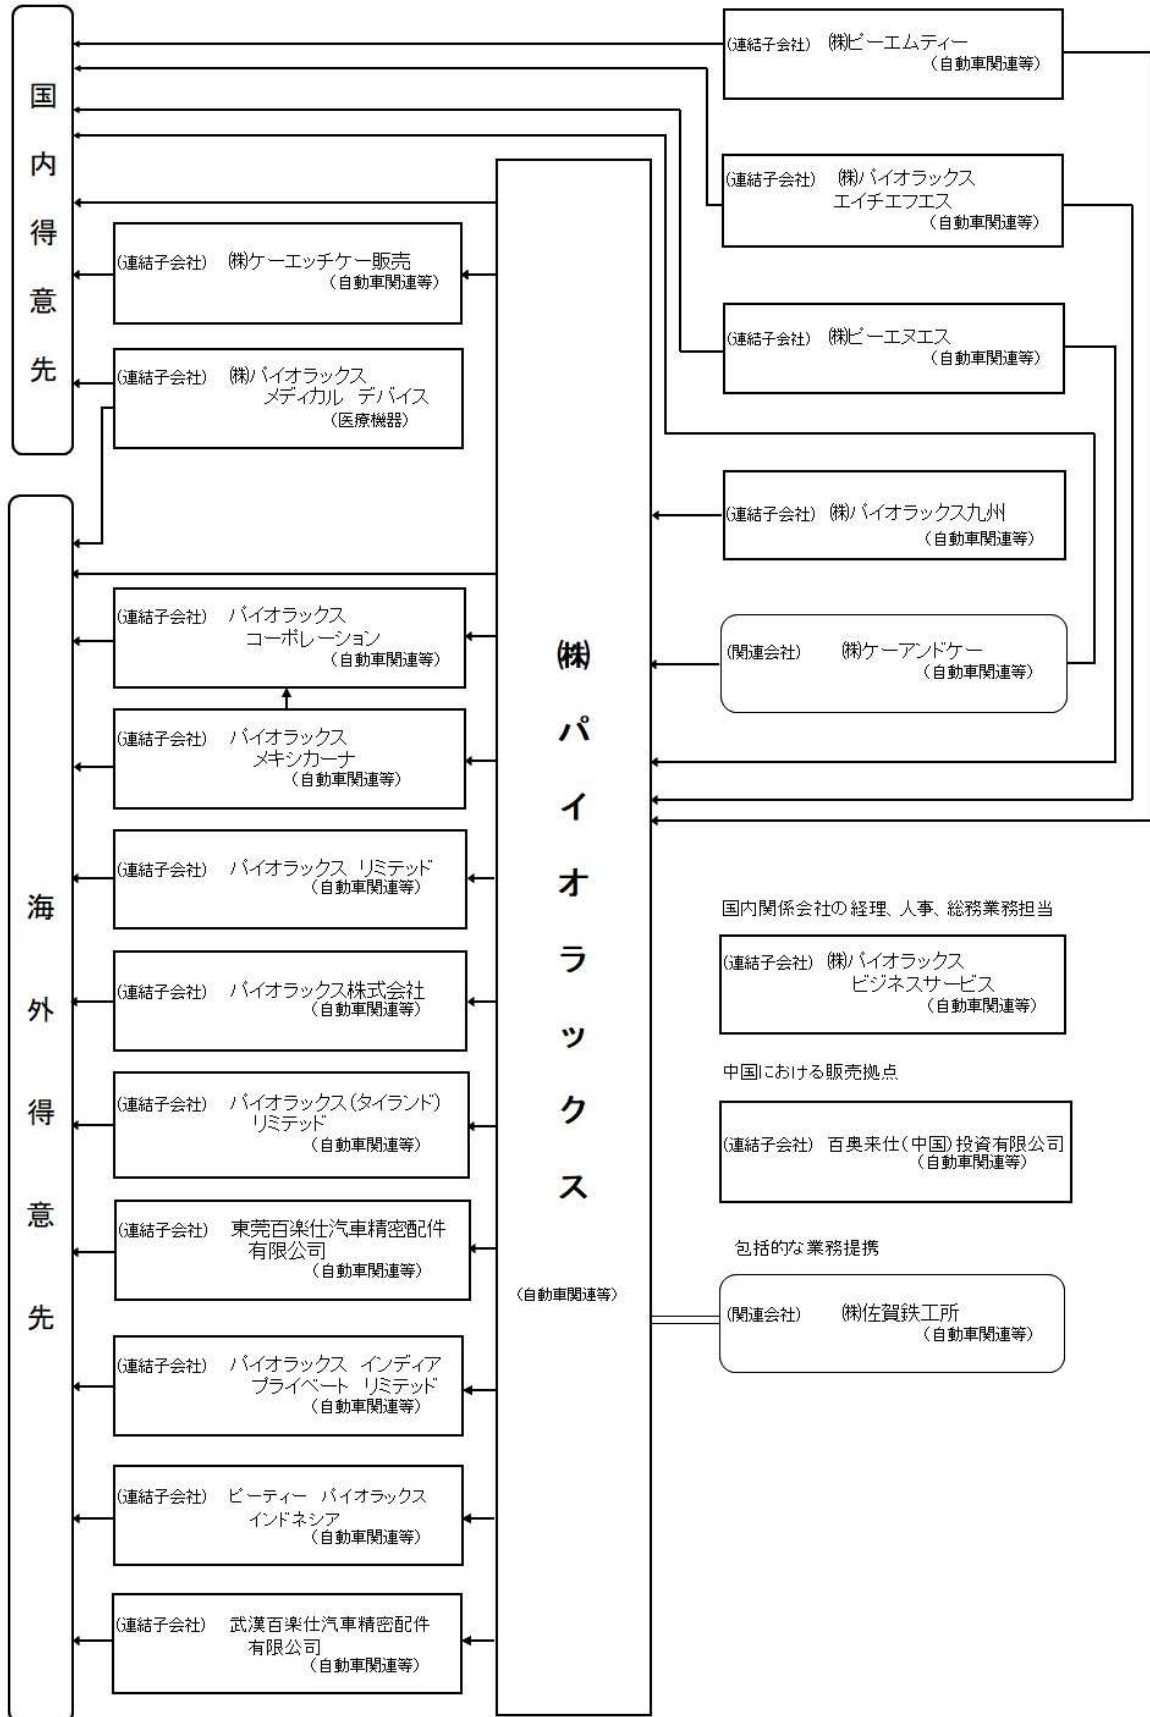 国内得意先
(連結子会社) ㈱ピーエムティー
(自動車関連等)
(連結子会社) ㈱パイオラックス
エイチエフエス
(自動車関連等)
(連結子会社) ㈱ケーエッチケー販売
(自動車関連等)
(連結子会社) ㈱ピーエヌエス
(自動車関連等)
(連結子会社) ㈱パイオラックス
メディカル デバイス
(医療機器)
(連結子会社) ㈱パイオラックス九州
(自動車関連等)
海外得意先
(連結子会社) パイオラックス
コーポレーション
(自動車関連等)
㈱パイオラックス
(自動車関連等)
(関連会社) ㈱ケーアンドケー
(自動車関連等)
(連結子会社) パイオラックス
メキシカーナ
(自動車関連等)
(連結子会社) パイオラックス リミテッド
(自動車関連等)
(連結子会社) パイオラックス株式会社
(自動車関連等)
(連結子会社) パイオラックス(タイランド)
リミテッド
(自動車関連等)
(連結子会社) 東莞百楽仕汽車精密配件
有限公司
(自動車関連等)
(連結子会社) パイオラックス インディア
プライベート リミテッド
(自動車関連等)
(連結子会社) ピーティー パイオラックス
インドネシア
(自動車関連等)
(連結子会社) 武漢百楽仕汽車精密配件
有限公司
(自動車関連等)
国内関係会社の経理、人事、総務業務担当
(連結子会社) ㈱パイオラックス
ビジネスサービス
(自動車関連等)
中国における販売拠点
(連結子会社) 百奥来仕(中国)投資有限公司
(自動車関連等)
包括的な業務提携
(関連会社) ㈱佐賀鉄工所
(自動車関連等)